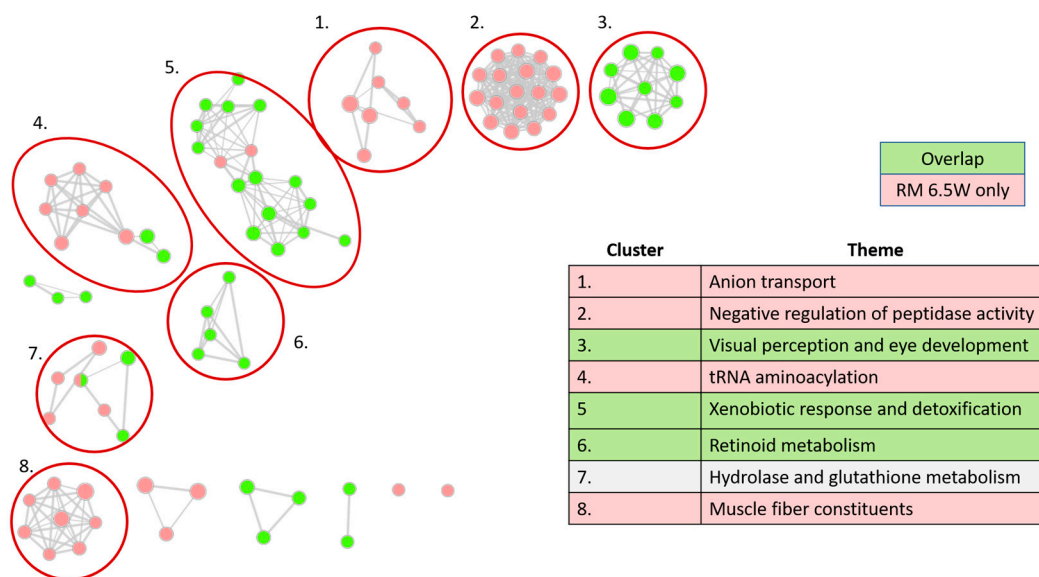 1.
2.
3.
5.
4.
Overlap
RM 6.5W only
6.
7.
8.
Cluster Theme
1. Anion transport
2. Negative regulation of peptidase activity
3. Visual perception and eye development
4. tRNA aminoacylation
5 Xenobiotic response and detoxification
6. Retinoid metabolism
7. Hydrolase and glutathione metabolism
8. Muscle fiber constituents